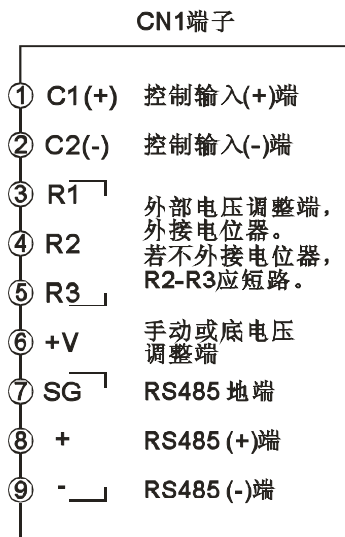 CN1端子
① C1(+) 控制输入(+)端
② C2(-) 控制输入(-)端
③ R1
④ R2
⑤ R3
外部电压调整端，
外接电位器。
若不外接电位器，
R2-R3应短路。
⑥ +V 手动或底电压
调整端
⑦ SG RS485 地端
⑧ + RS485 (+)端
⑨ - RS485 (-)端